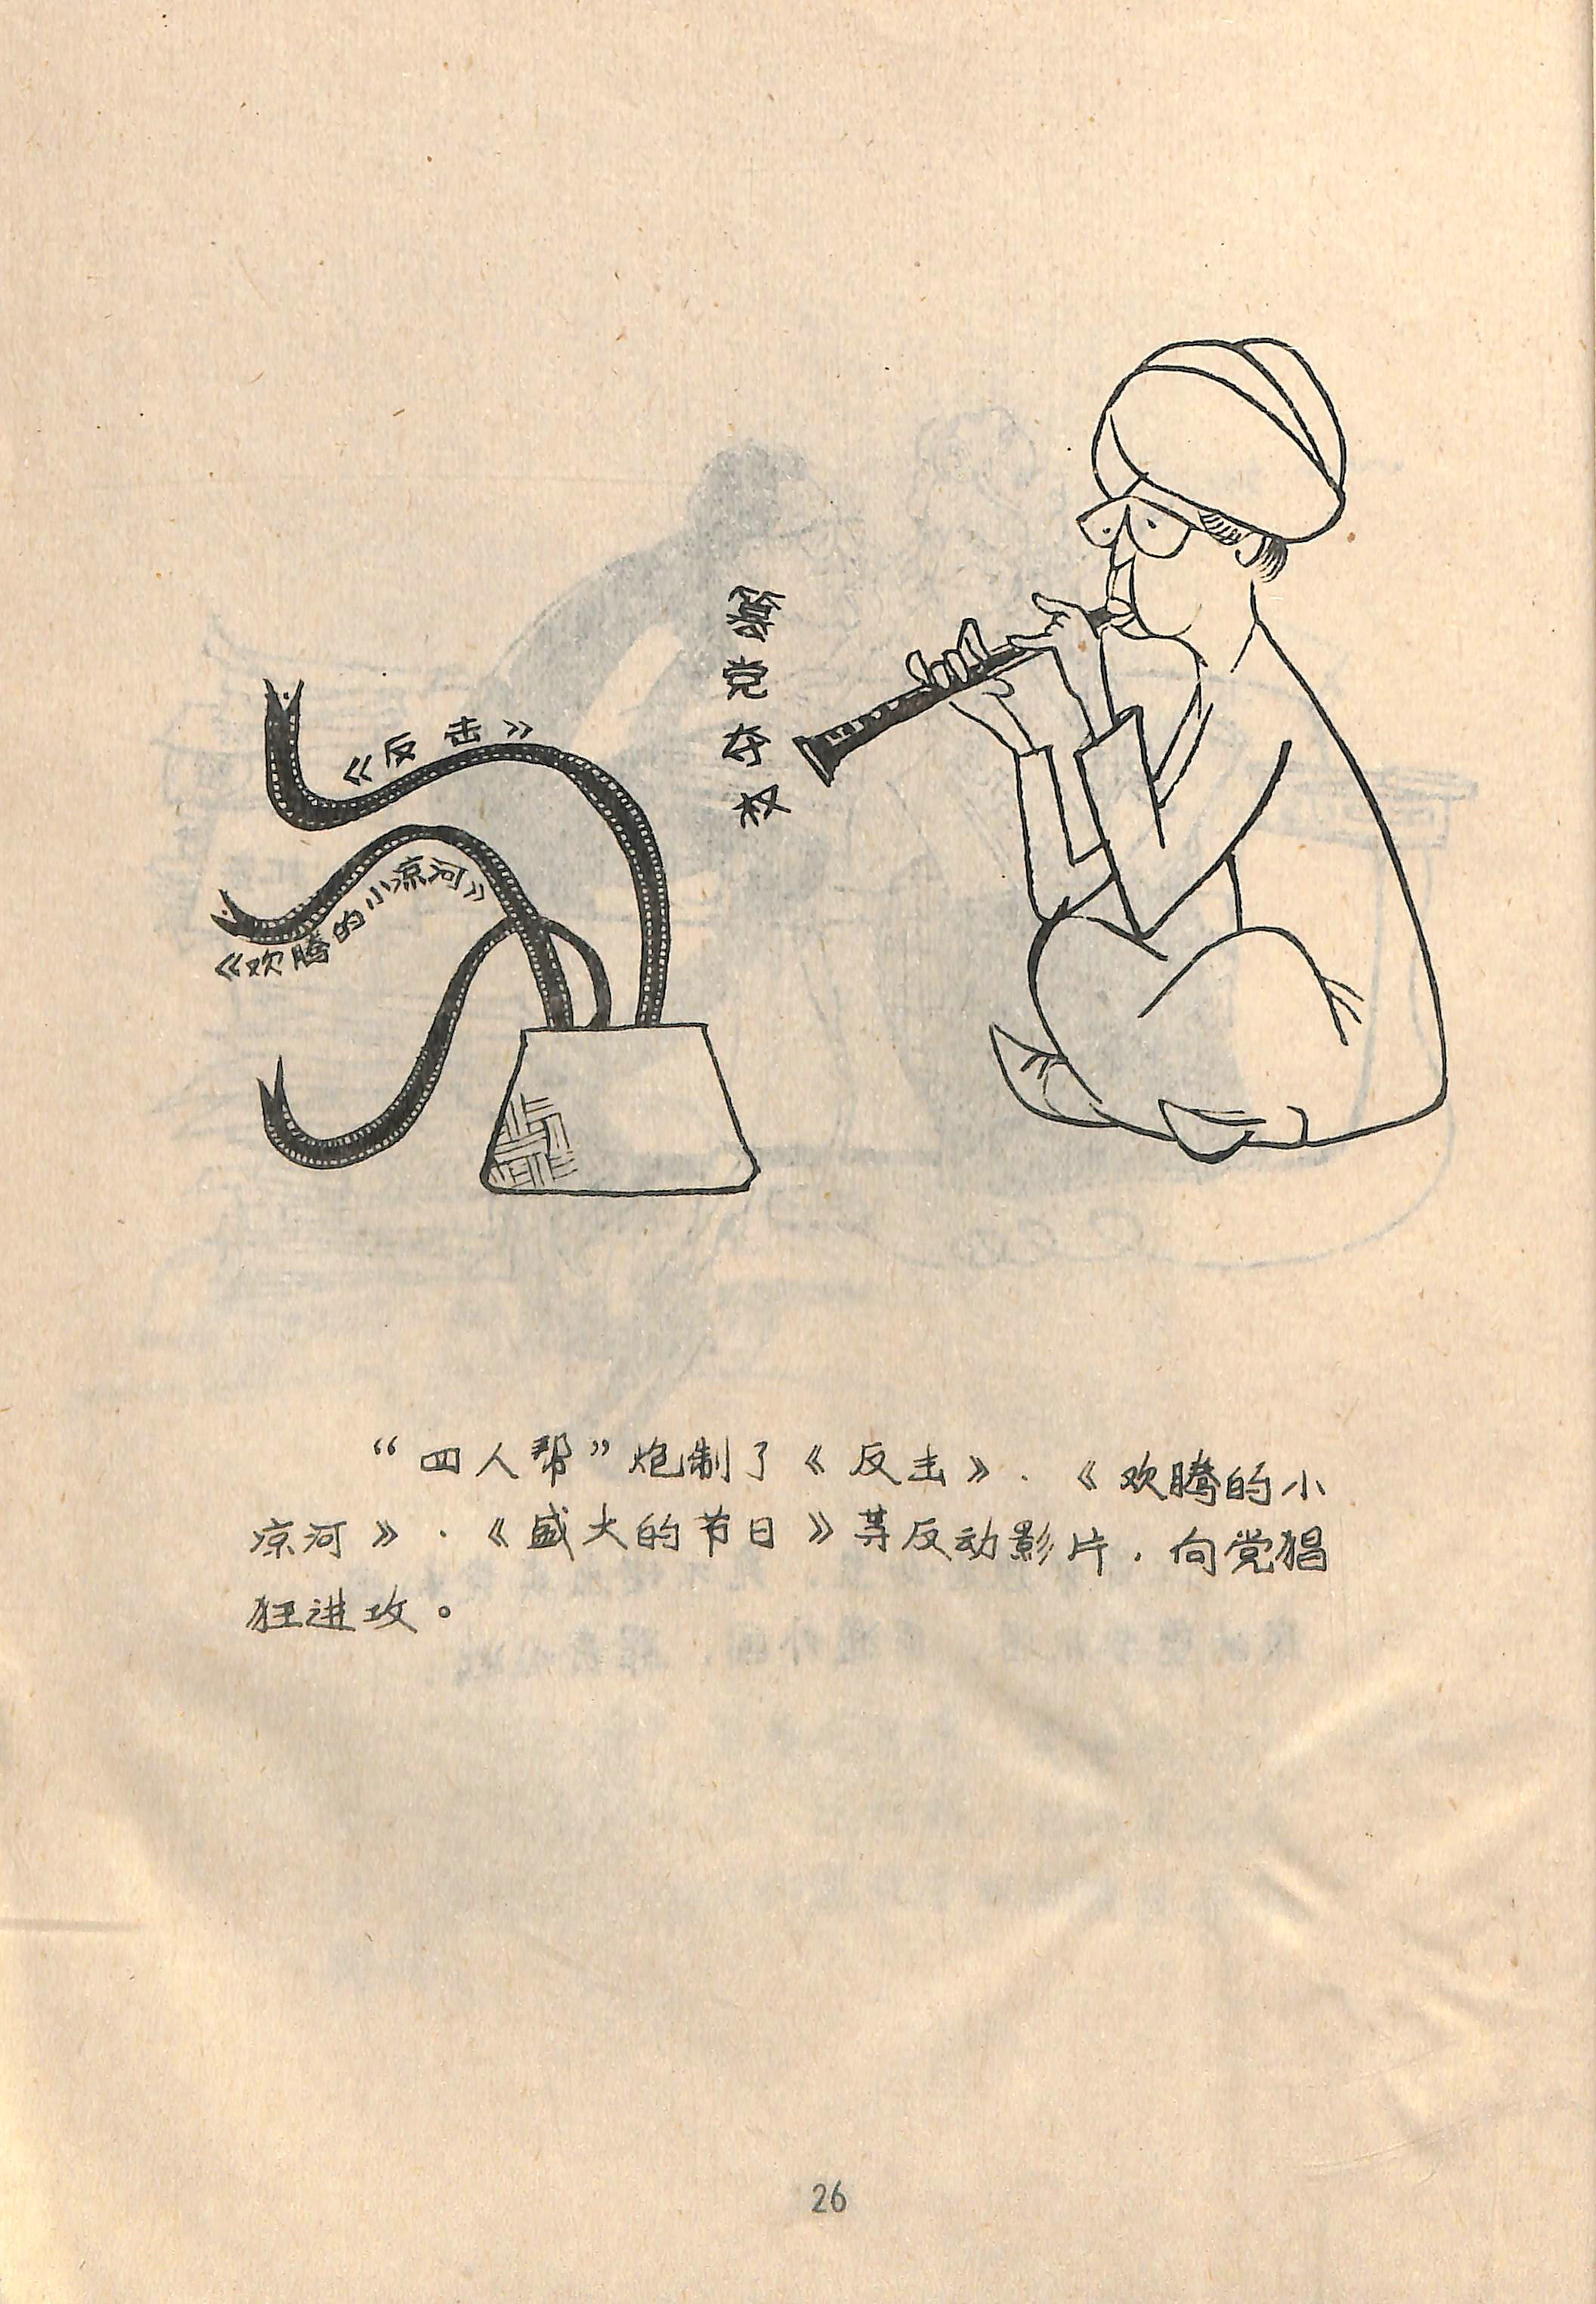 篡党夺权
《反击》
《欢腾的小凉河》
“四人帮”炮制了《反击》、《欢腾的小
凉河》、《盛大的节日》等反动影片，向党猖
狂进攻。
26